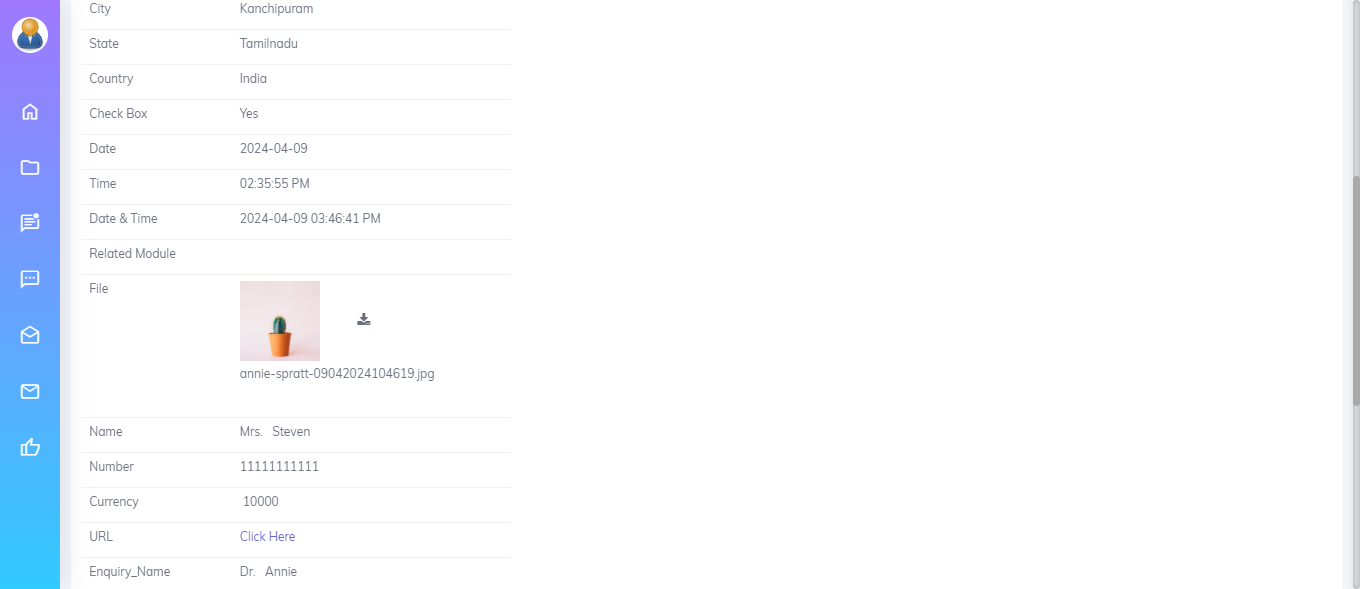 City Kanchipuram
State Tamilnadu
Country India
Check Box Yes
Date 2024-04-09
Time 02:35:55 PM
Date & Time 2024-04-09 03:46:41 PM
Related Module
File
annie-spratt-09042024104619.jpg
Name Mrs. Steven
Number 11111111111
Currency 10000
URL Click Here
Enquiry_Name Dr. Annie